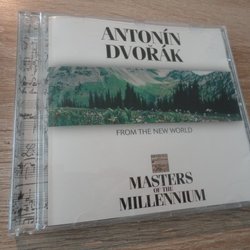 ANTONÍN
DVOŘÁK
FROM THE NEW WORLD
MASTERS
OF THE
MILLENNIUM